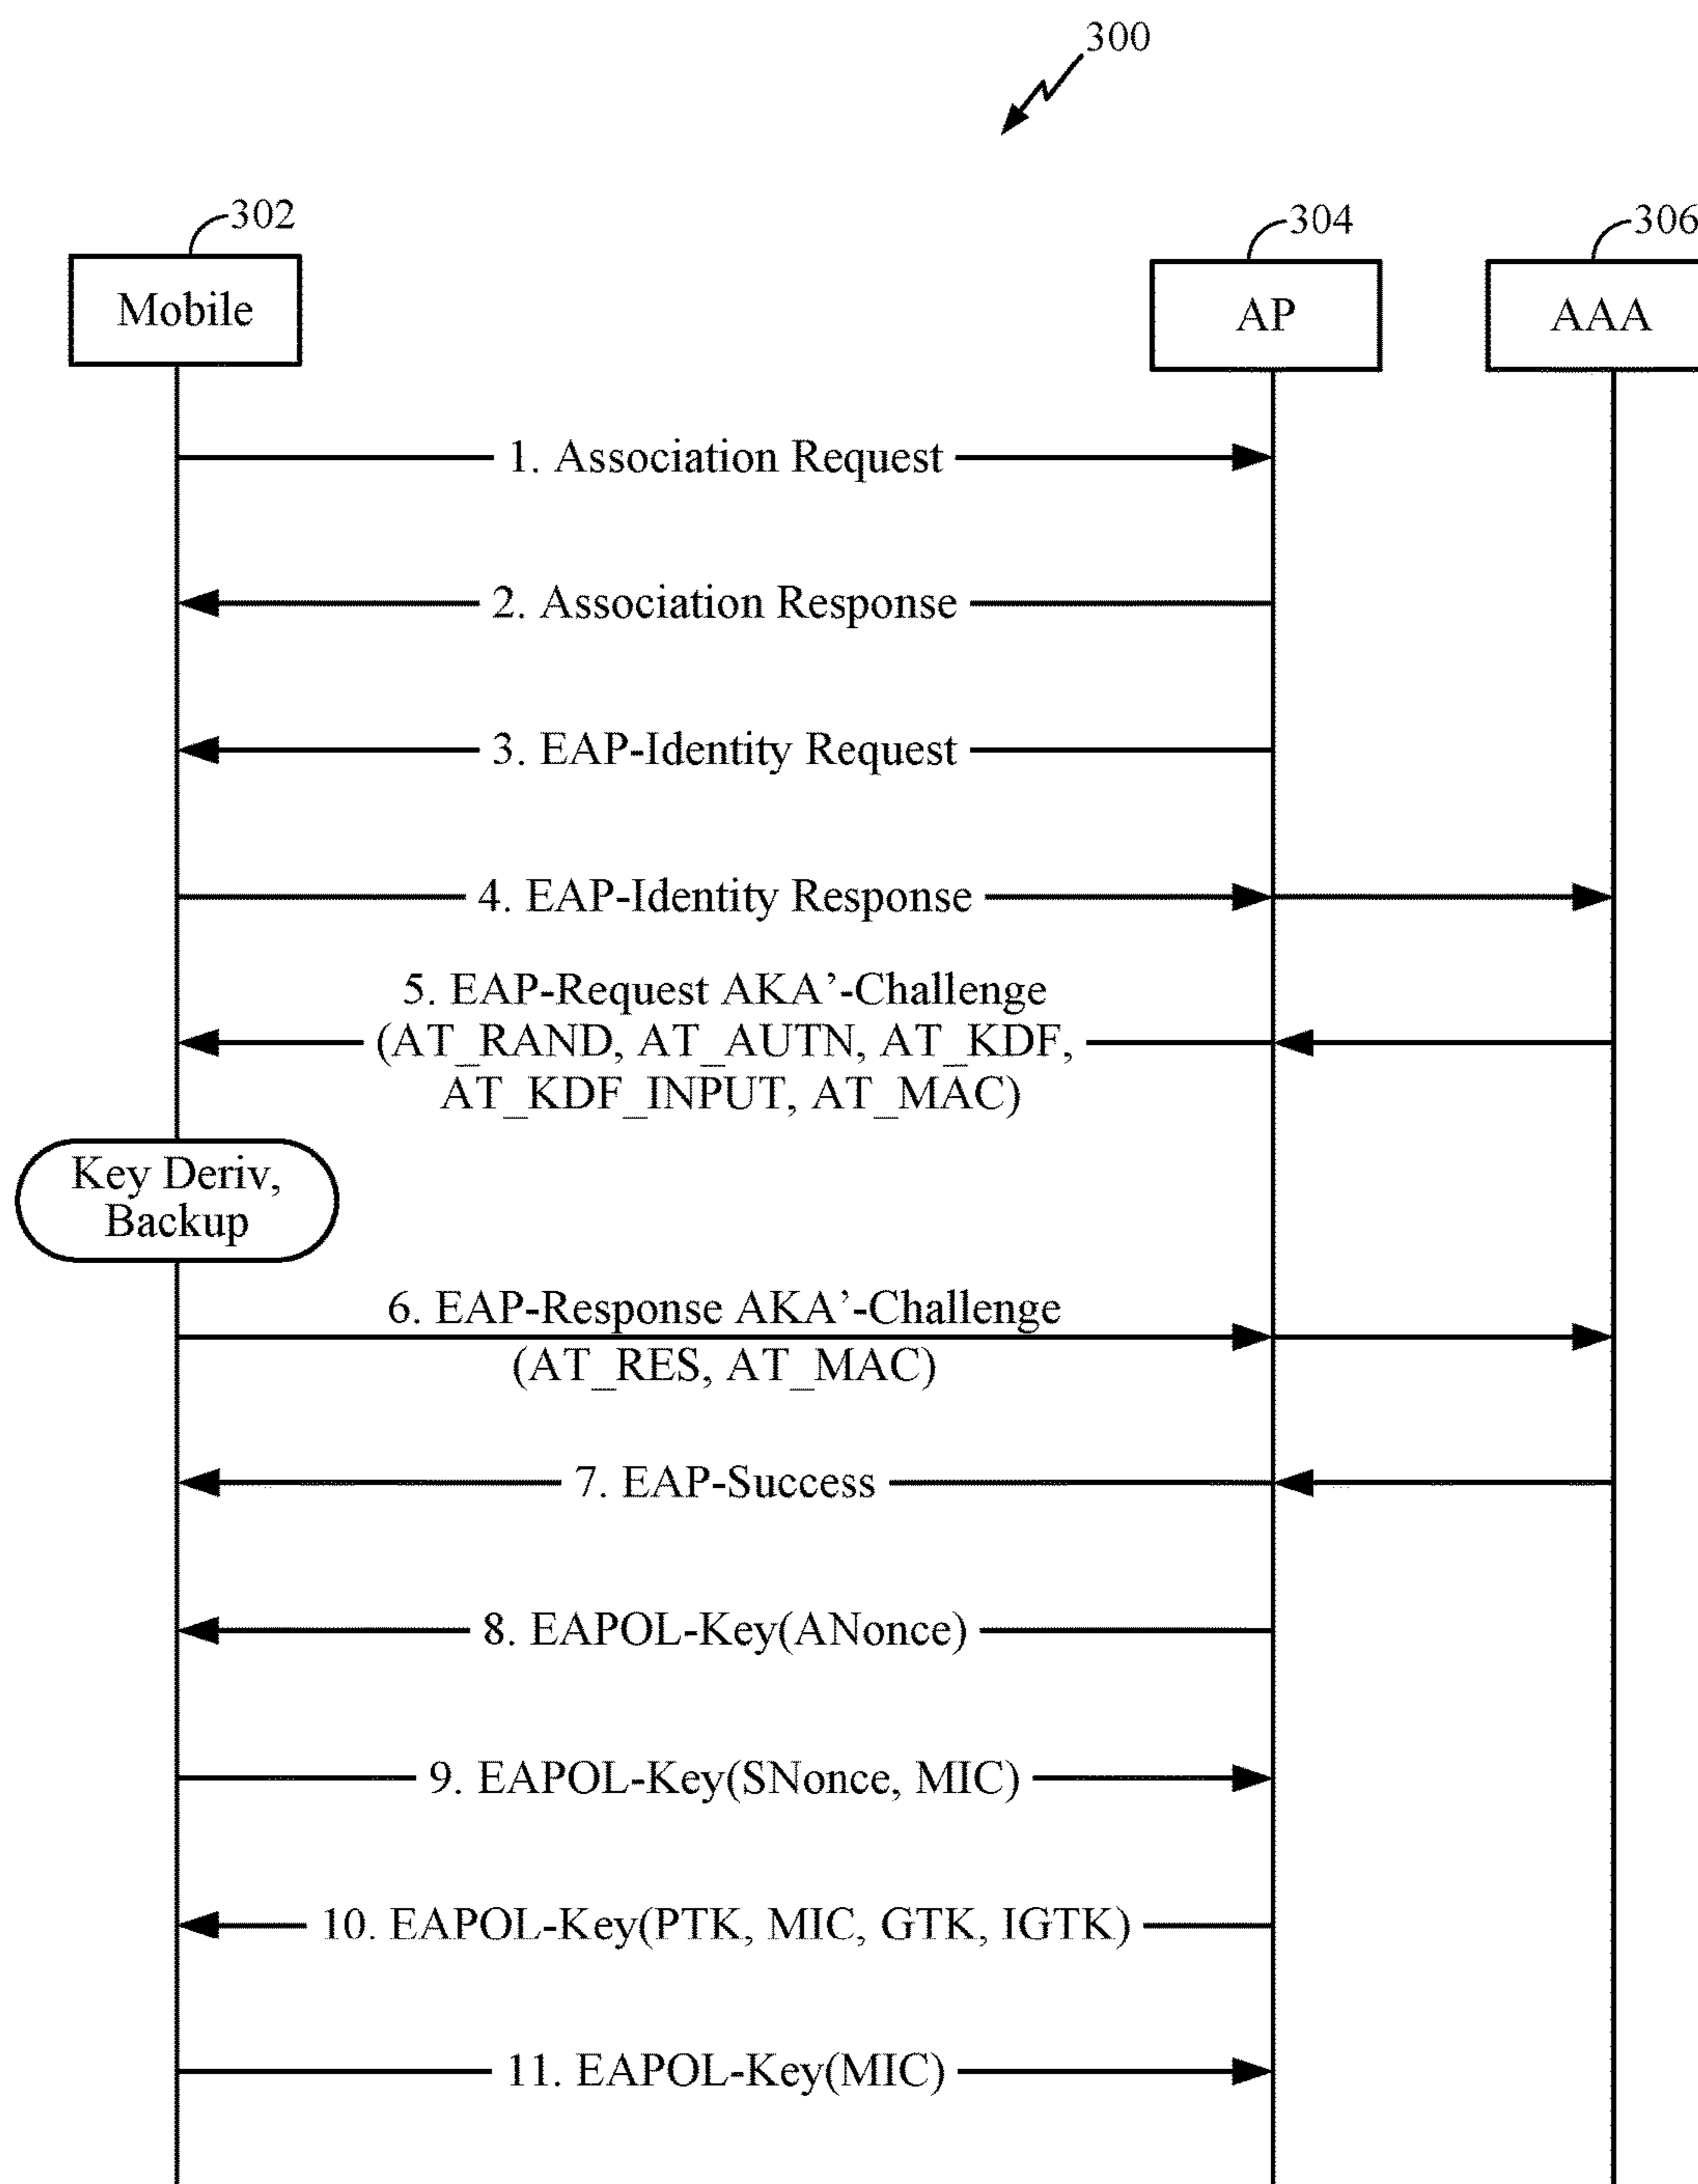 300
302
304
306
Mobile
AP
AAA
1. Association Request
2. Association Response
3. EAP-Identity Request
4. EAP-Identity Response
5. EAP-Request AKA’-Challenge
(AT_RAND, AT_AUTN, AT_KDF,
AT_KDF_INPUT, AT_MAC)
Key Deriv,
Backup
6. EAP-Response AKA’-Challenge
(AT_RES, AT_MAC)
7. EAP-Success
8. EAPOL-Key(ANonce)
9. EAPOL-Key(SNonce, MIC)
10. EAPOL-Key(PTK, MIC, GTK, IGTK)
11. EAPOL-Key(MIC)